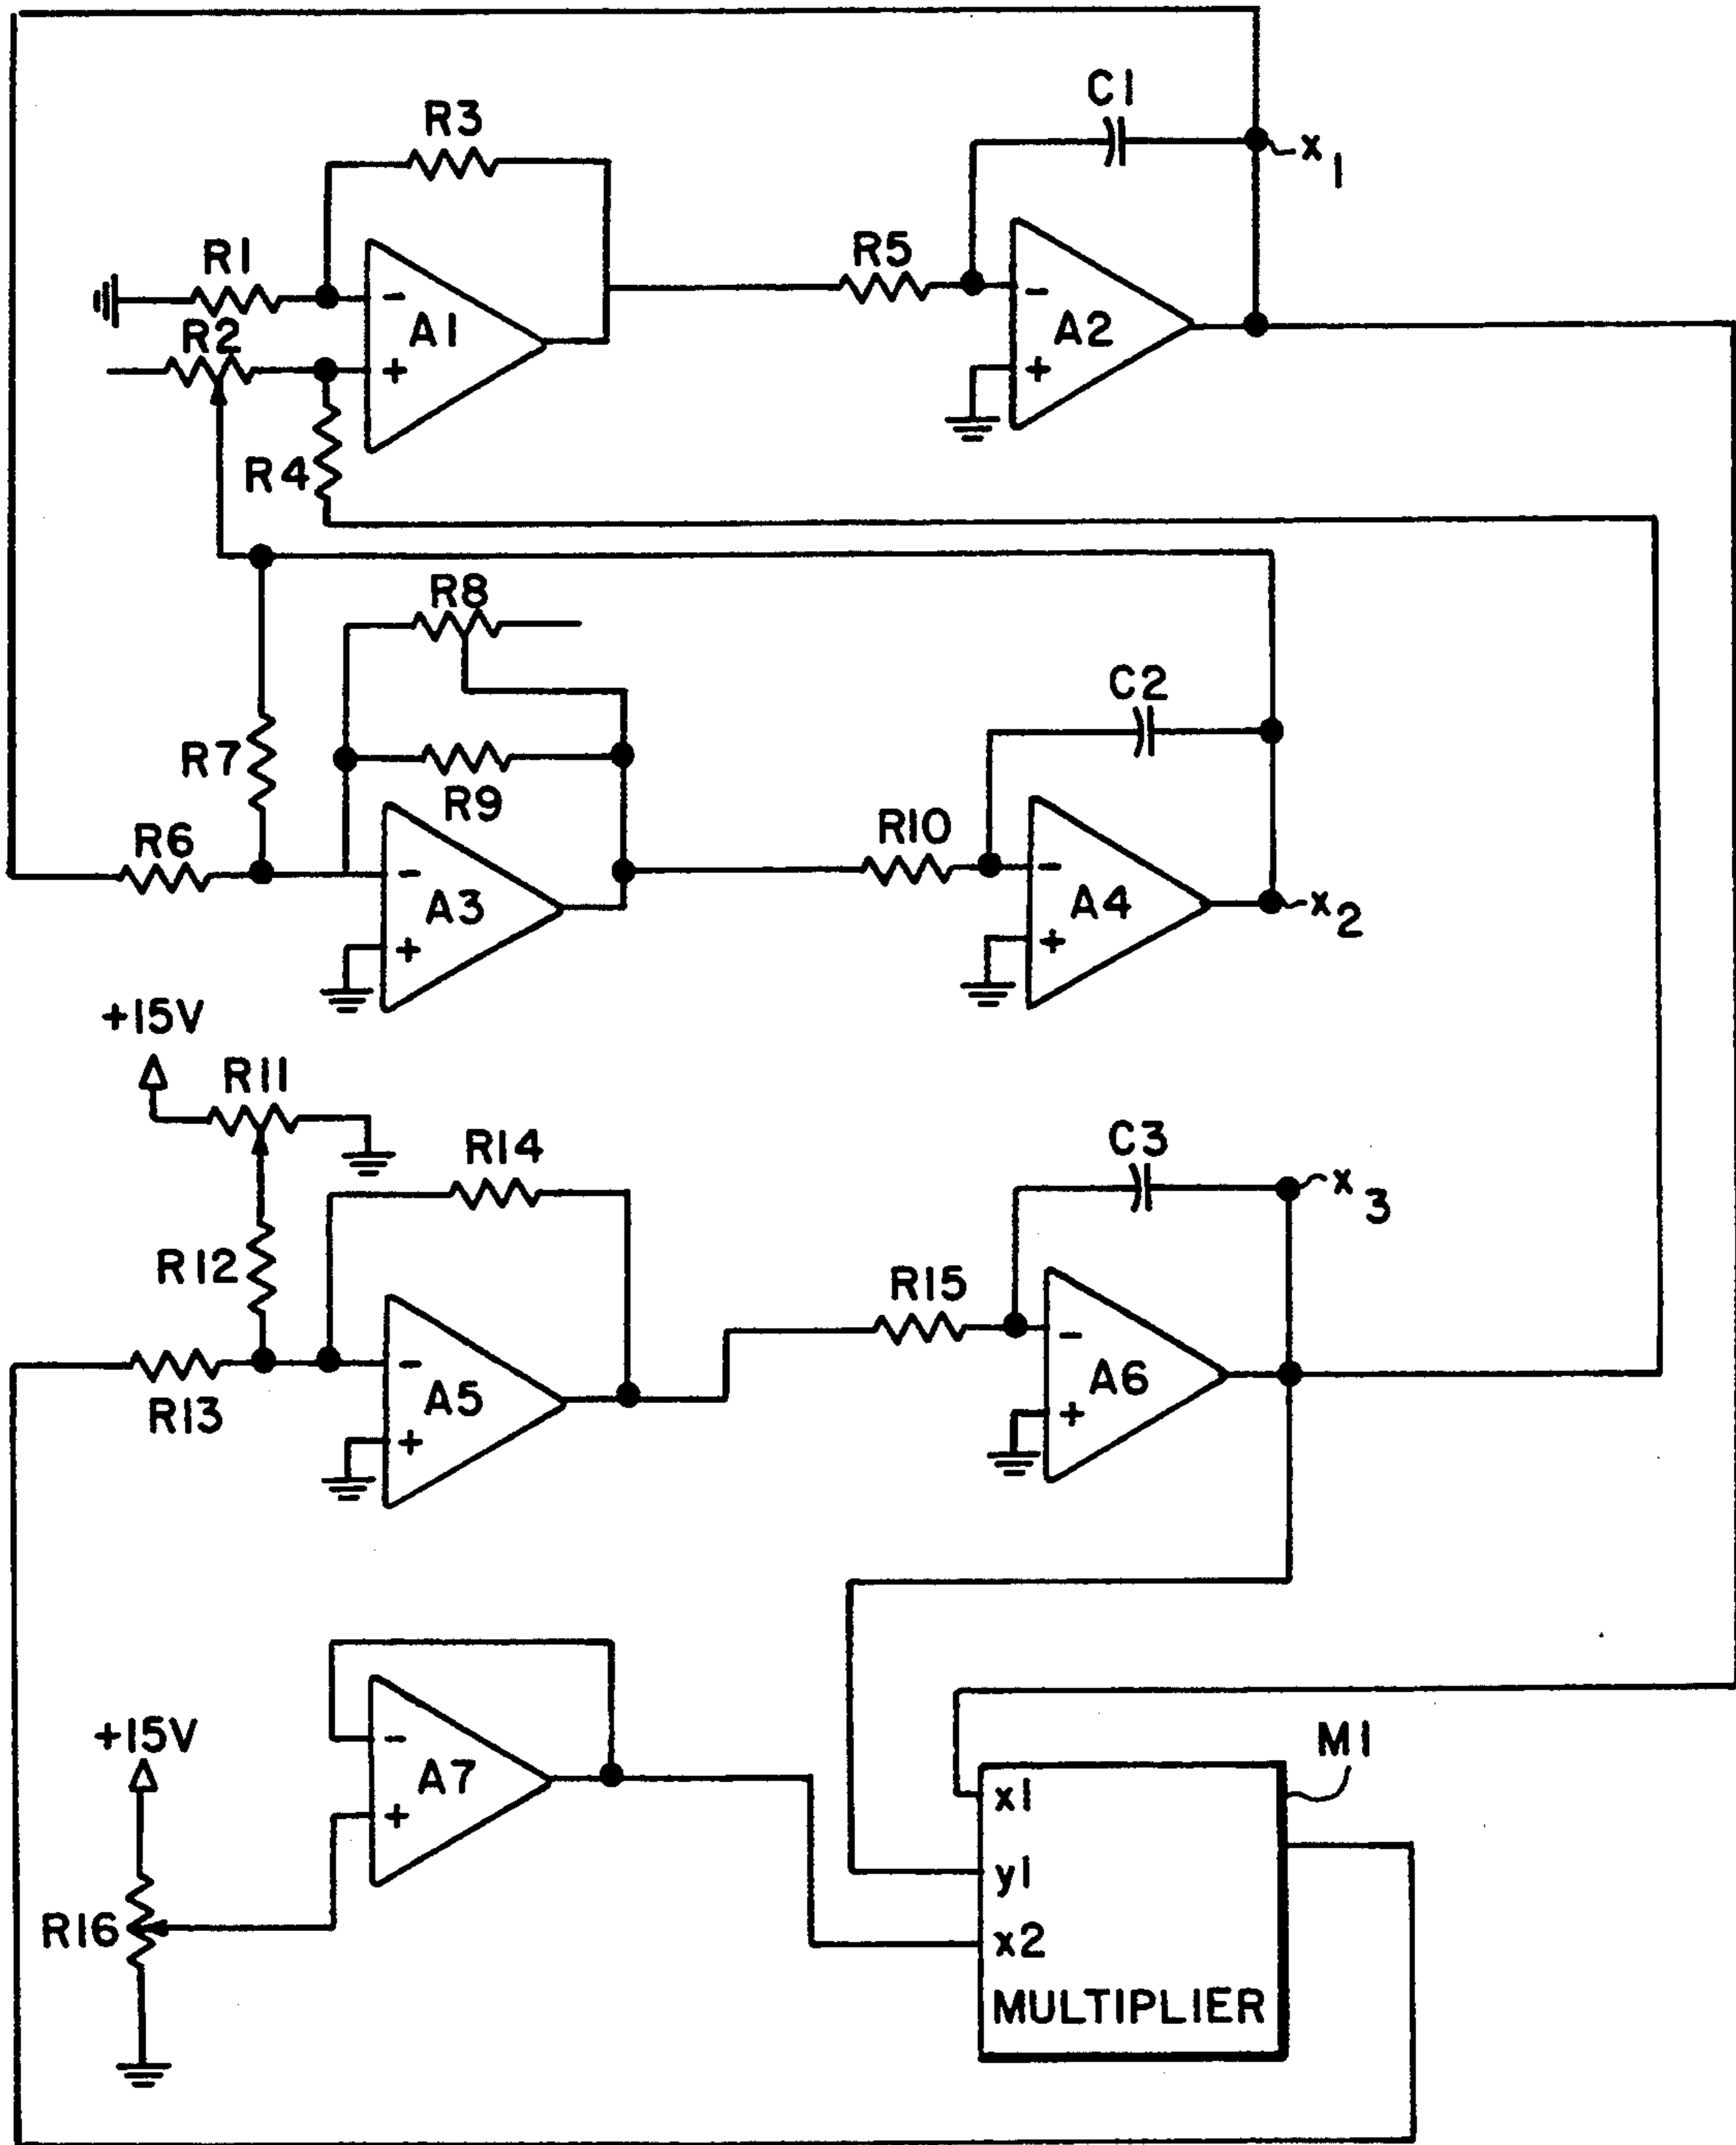 C1
R3
x1
R1
R5
-
-
R2
A1
A2
+
+
R4
R8
C2
R7
R9
R6
R10
-
-
A3
A4
x2
+
+
+15V
R11
R14
C3
x3
R12
R15
-
-
R13
A5
A6
+
+
+15V
-
M1
A7
x1
+
y1
R16
x2
MULTIPLIER